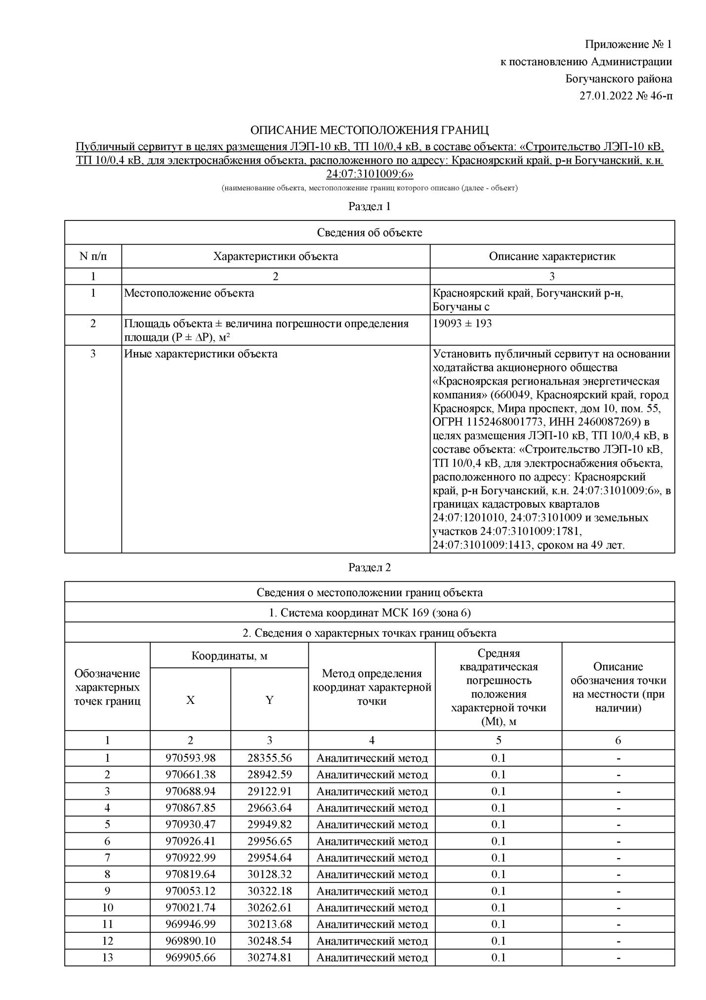 Приложение № 1
к постановлению Администрации
Богучанского района
27.01.2022 № 46-п
ОПИСАНИЕ МЕСТОПОЛОЖЕНИЯ ГРАНИЦ
Публичный сервитут в целях размещения ЛЭП-10 кВ, ТП 10/0,4 кВ, в составе объекта: «Строительство ЛЭП-10 кВ,
ТП 10/0,4 кВ, для электроснабжения объекта, расположенного по адресу: Красноярский край, р-н Богучанский, к.н.
24:07:3101009:6»
(наименование объекта, местоположение границ которого описано (далее - объект)
Раздел 1
Сведения об объекте
N п/п Характеристики объекта Описание характеристик
1 2 3
1 Местоположение объекта Красноярский край, Богучанский р-н,
Богучаны с
2 Площадь объекта ± величина погрешности определения 19093 ± 193
площади (P ± ∆P), м²
3 Иные характеристики объекта Установить публичный сервитут на основании
ходатайства акционерного общества
«Красноярская региональная энергетическая
компания» (660049, Красноярский край, город
Красноярск, Мира проспект, дом 10, пом. 55,
ОГРН 1152468001773, ИНН 2460087269) в
целях размещения ЛЭП-10 кВ, ТП 10/0,4 кВ, в
составе объекта: «Строительство ЛЭП-10 кВ,
ТП 10/0,4 кВ, для электроснабжения объекта,
расположенного по адресу: Красноярский
край, р-н Богучанский, к.н. 24:07:3101009:6», в
границах кадастровых кварталов
24:07:1201010, 24:07:3101009 и земельных
участков 24:07:3101009:1781,
24:07:3101009:1413, сроком на 49 лет.
Раздел 2
Сведения о местоположении границ объекта
1. Система координат МСК 169 (зона 6)
2. Сведения о характерных точках границ объекта
Обозначение
характерных
точек границ
Координаты, м
X Y
Метод определения
координат характерной
точки
Средняя
квадратическая
погрешность
положения
характерной точки
(Mt), м
Описание
обозначения точки
на местности (при
наличии)
1 2 3 4 5 6
1 970593.98 28355.56 Аналитический метод 0.1 -
2 970661.38 28942.59 Аналитический метод 0.1 -
3 970688.94 29122.91 Аналитический метод 0.1 -
4 970867.85 29663.64 Аналитический метод 0.1 -
5 970930.47 29949.82 Аналитический метод 0.1 -
6 970926.41 29956.65 Аналитический метод 0.1 -
7 970922.99 29954.64 Аналитический метод 0.1 -
8 970819.64 30128.32 Аналитический метод 0.1 -
9 970053.12 30322.18 Аналитический метод 0.1 -
10 970021.74 30262.61 Аналитический метод 0.1 -
11 969946.99 30213.68 Аналитический метод 0.1 -
12 969890.10 30248.54 Аналитический метод 0.1 -
13 969905.66 30274.81 Аналитический метод 0.1 -